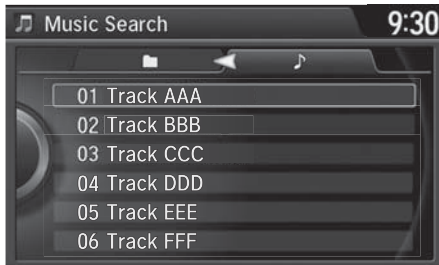 Music Search
9:30
01 Track AAA
02 Track BBB
03 Track CCC
04 Track DDD
05 Track EEE
06 Track FFF